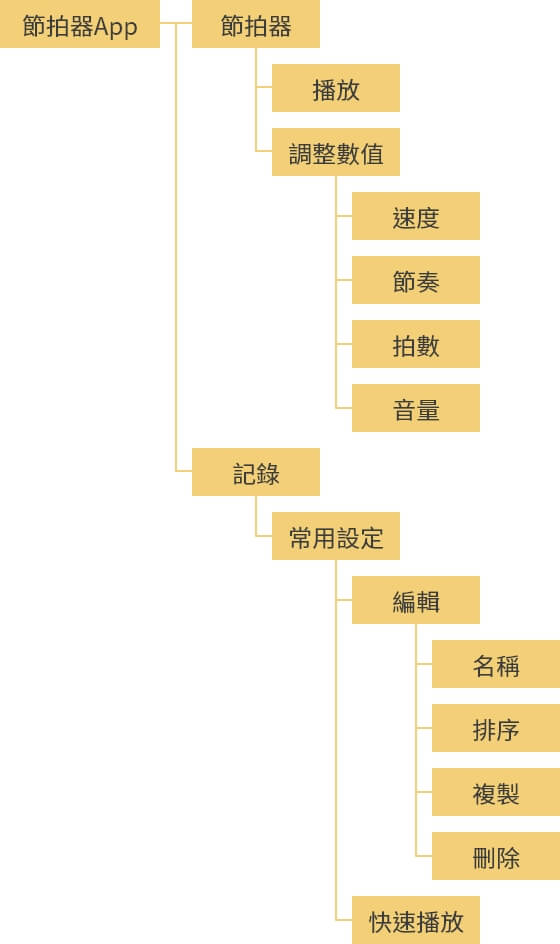 節拍器App
節拍器
播放
調整數值
速度
節奏
拍數
音量
記錄
常用設定
編輯
名稱
排序
複製
刪除
快速播放